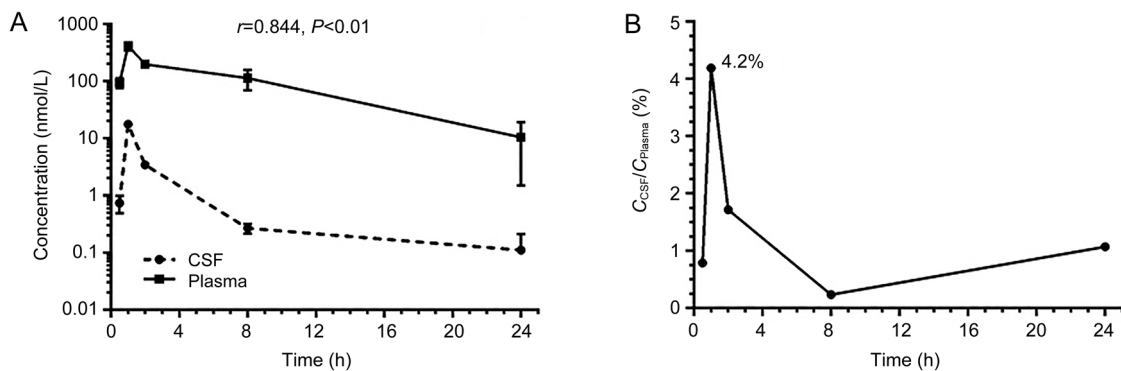 A
r=0.844, P<0.01
Concentration (nmol/L)
1000
100
10
1
0.1
0.01
CSF
Plasma
0 4 8 12 16 20 24
Time (h)
B
C_CSF/C_Plasma (%)
5
4
3
2
1
0
4.2%
0 4 8 12 16 20 24
Time (h)